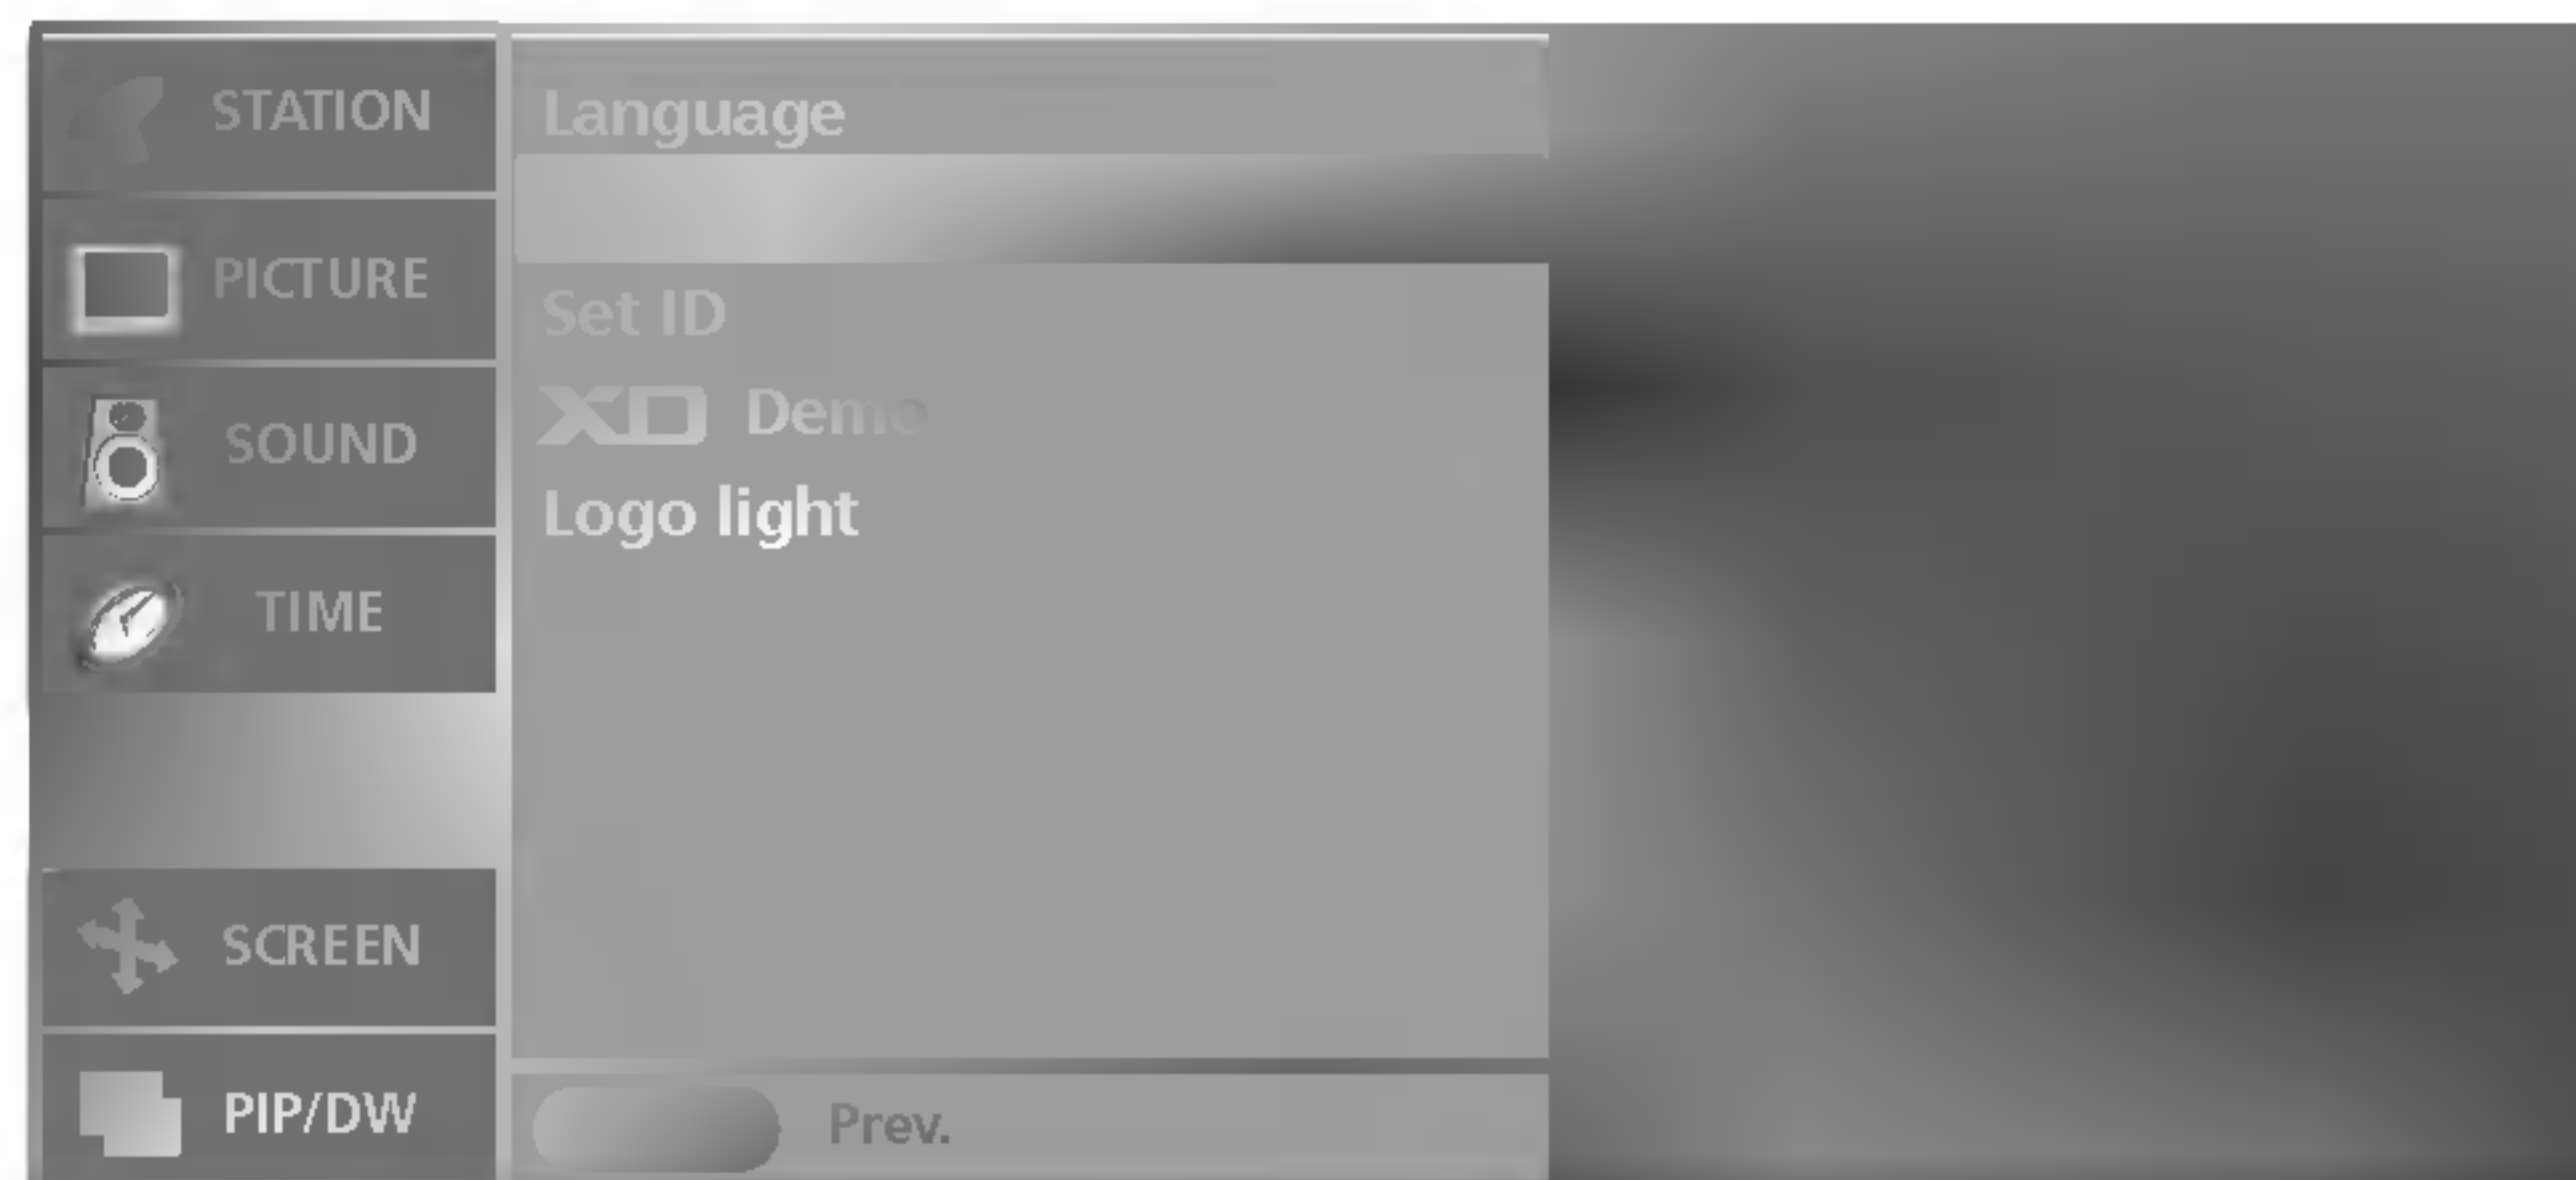 STATION
PICTURE
SOUND
TIME
SCREEN
PIP/DW
Language
Set ID
XD Demo
Logo light
Prev.